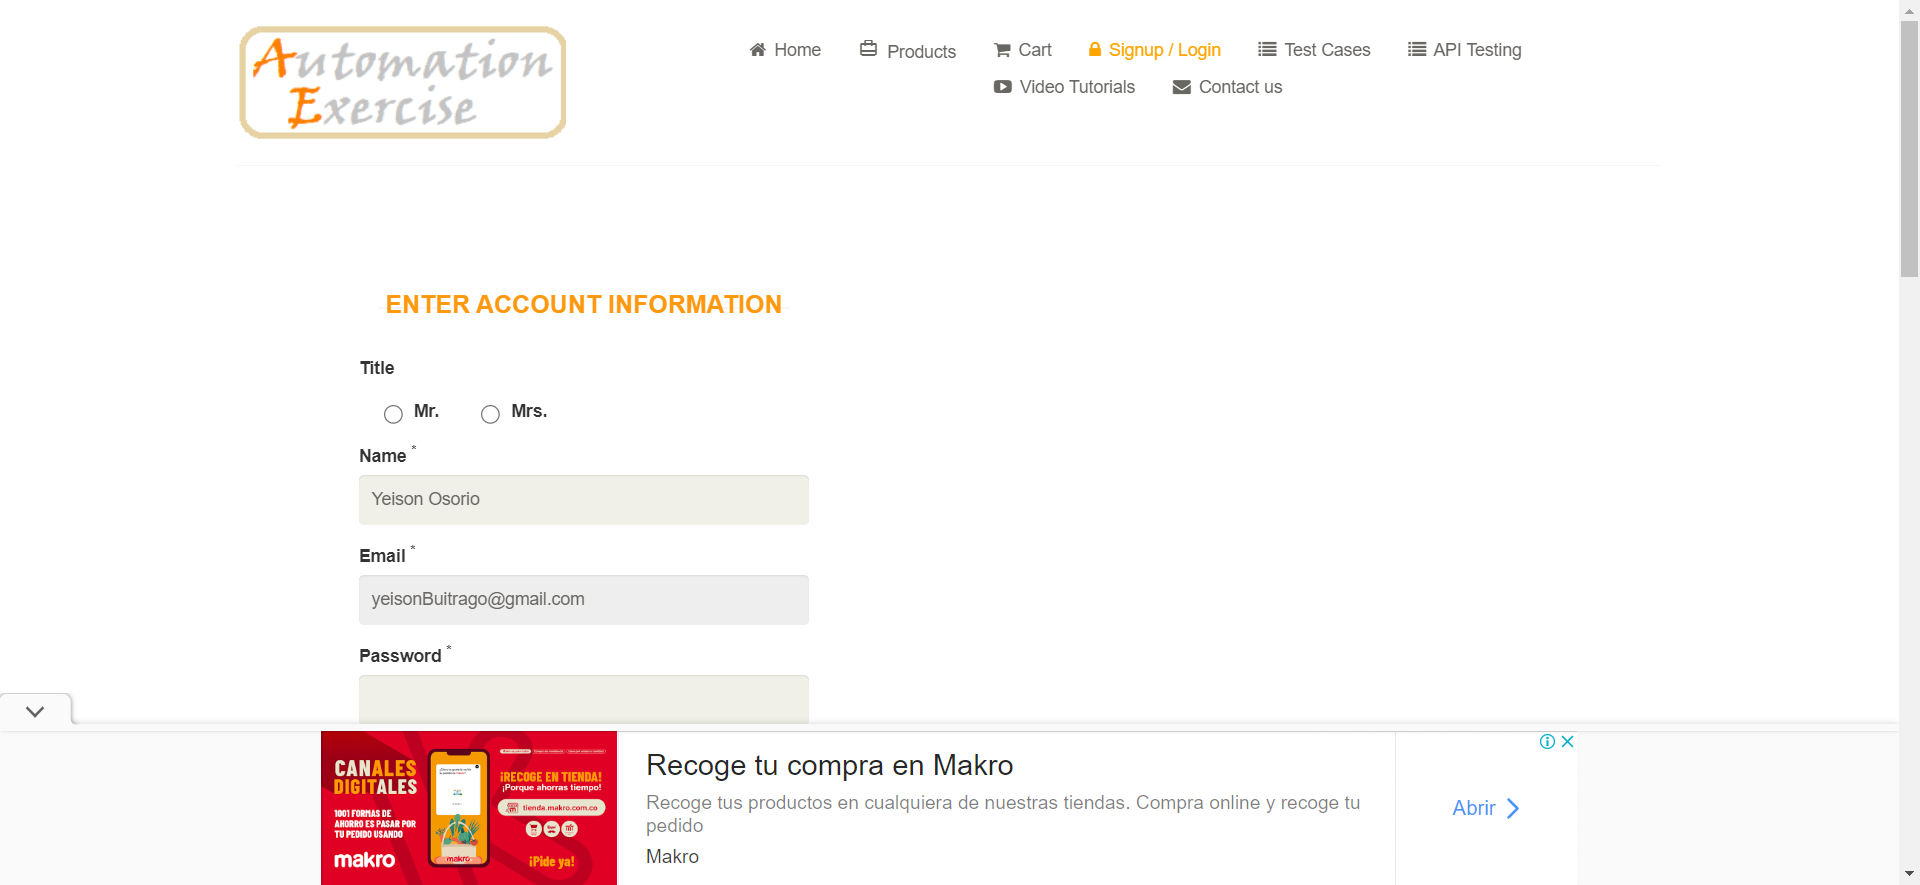 Automation
Exercise
Home
Products
Cart
Signup / Login
Test Cases
API Testing
Video Tutorials
Contact us
ENTER ACCOUNT INFORMATION
Title
Mr.
Mrs.
Name *
Yeison Osorio
Email *
yeisonBuitrago@gmail.com
Password *
CANALES
DIGITALES
1001 FORMAS DE
AHORRO ES PASAR POR
TU PEDIDO USANDO
makro
makro
¡RECOGE EN TIENDA!
¡Porque ahorras tiempo!
tienda.makro.com.co
¡Pide ya!
Recoge tu compra en Makro
Recoge tus productos en cualquiera de nuestras tiendas. Compra online y recoge tu
pedido
Makro
Abrir